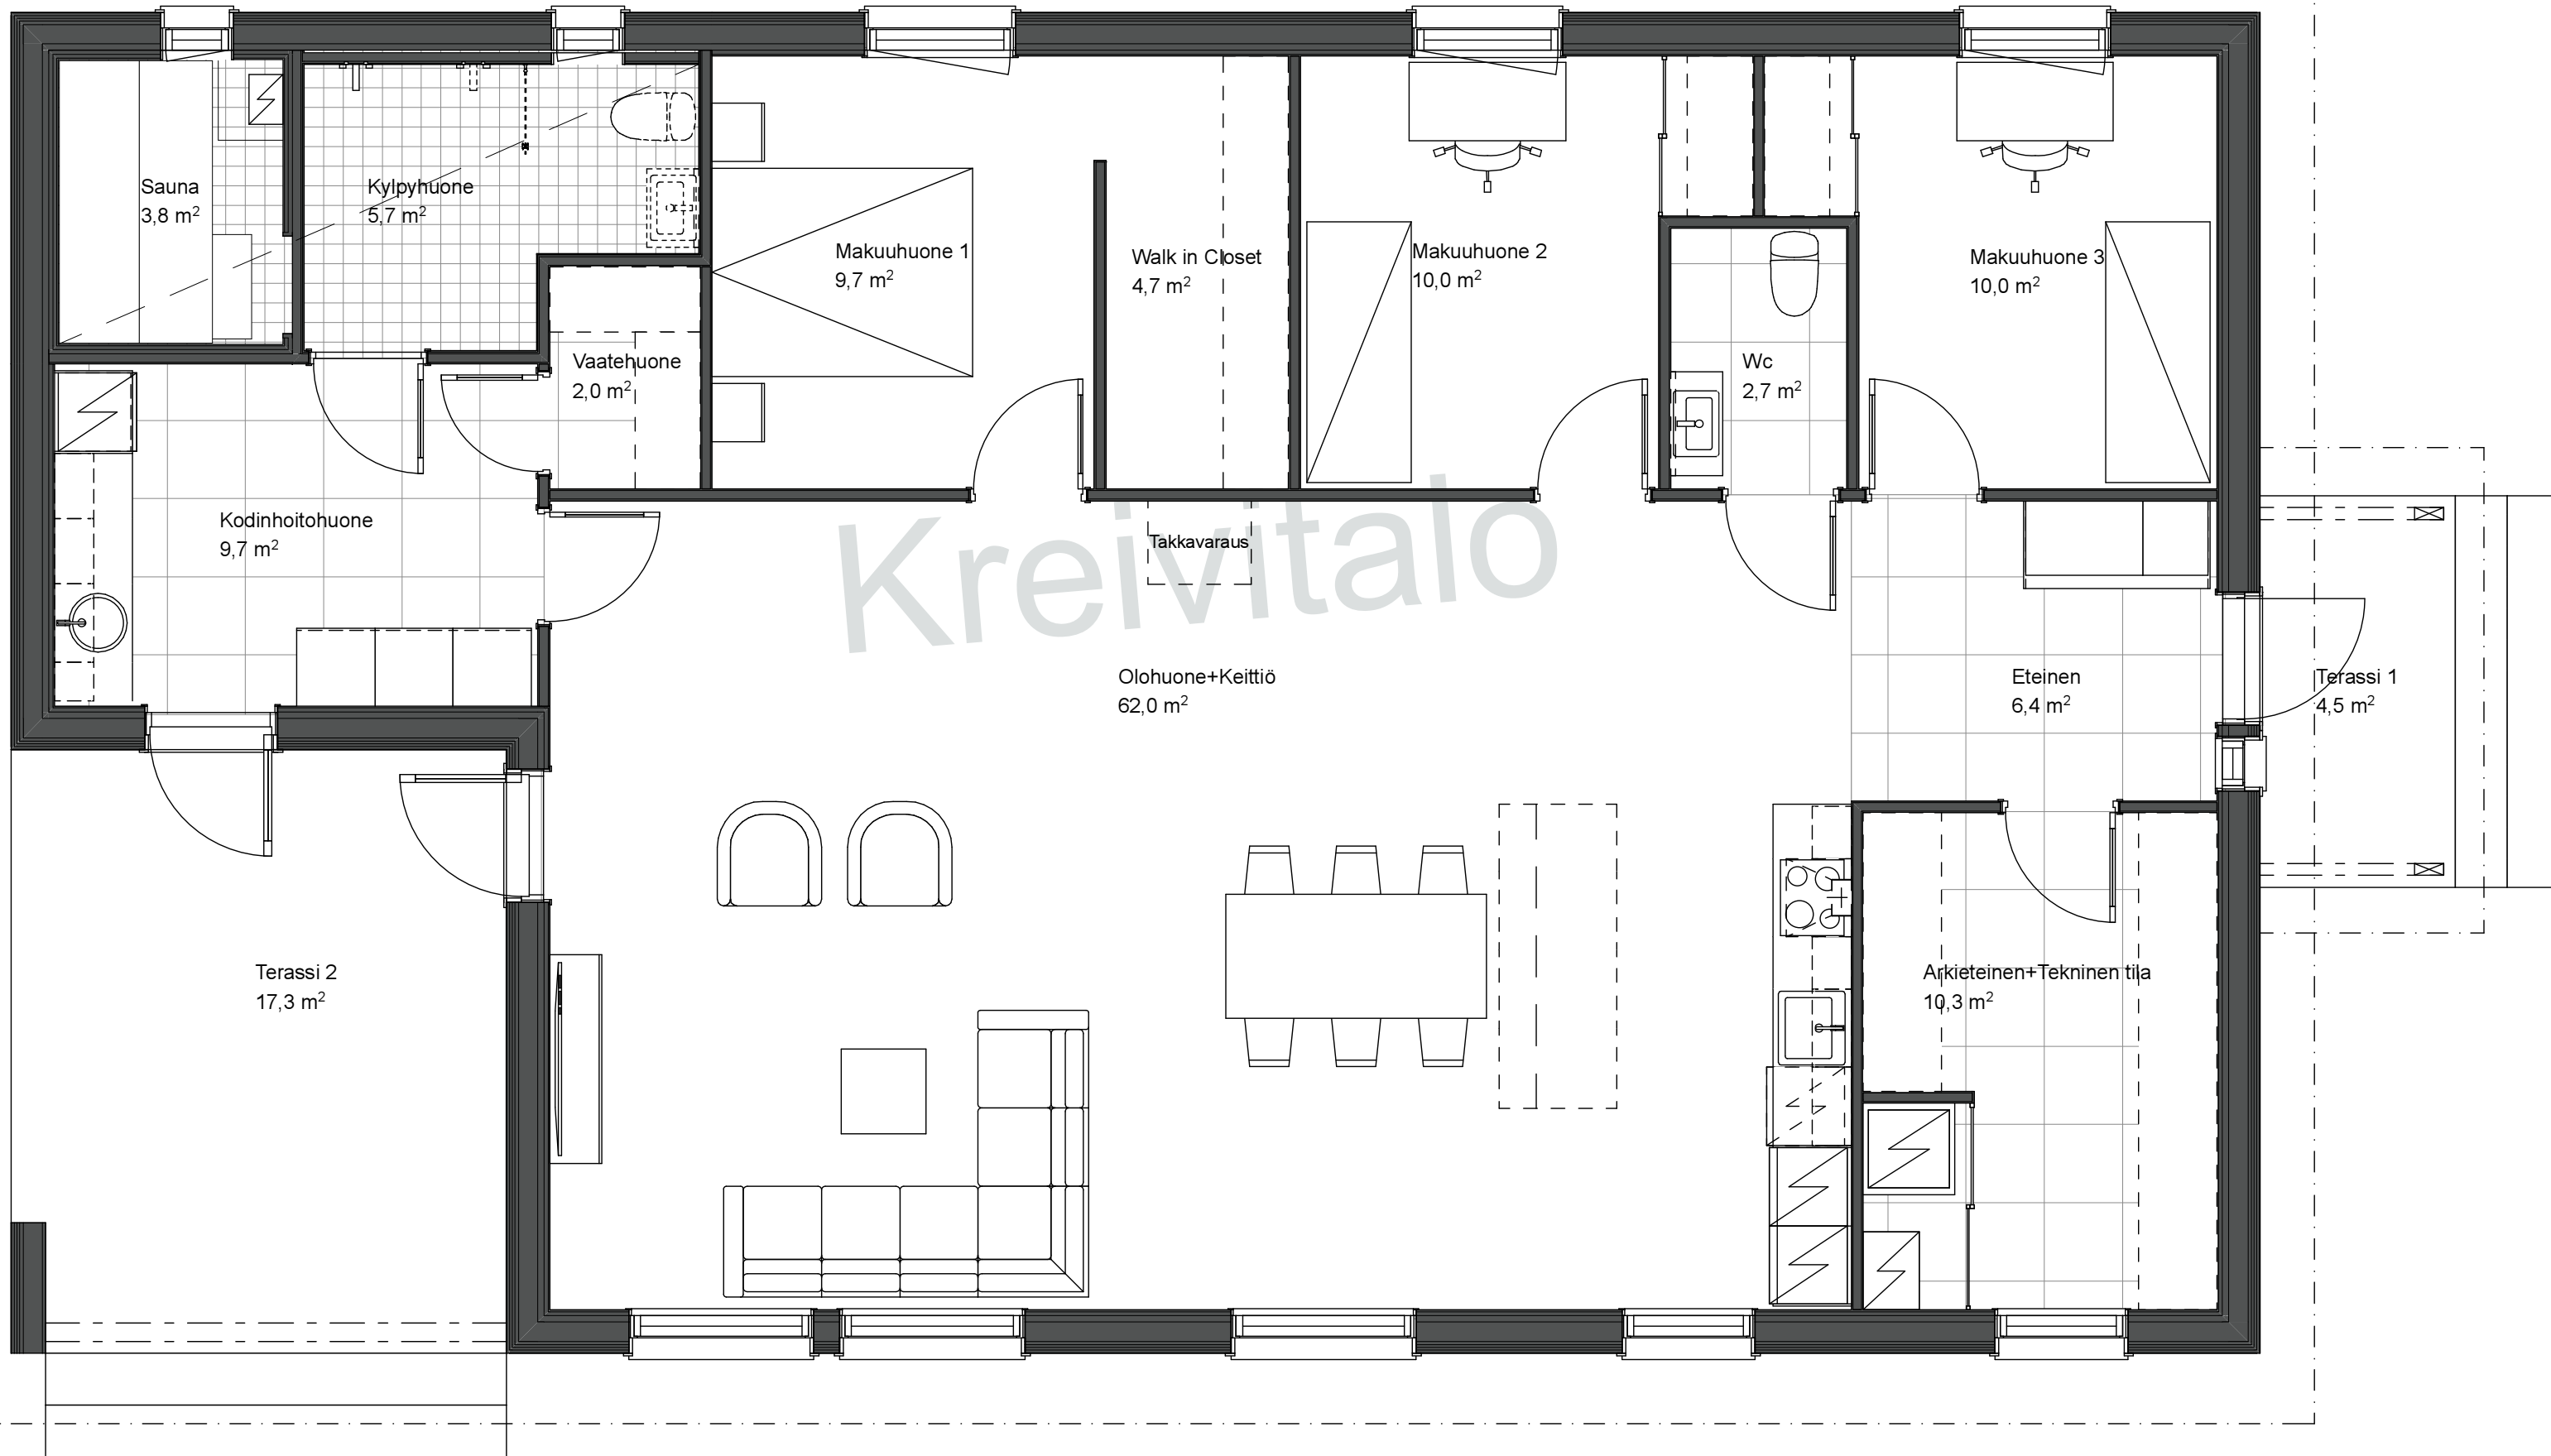 Sauna
3,8 m²
Kylpyhuone
5,7 m²
Makuuhuone 1
9,7 m²
Walk in Closet
4,7 m²
Makuuhuone 2
10,0 m²
Makuuhuone 3
10,0 m²
Vaatehuone
2,0 m²
Wc
2,7 m²
Kodinhoitohuone
9,7 m²
Kreivitalo
Takkavaraus
Olohuone+Keittiö
62,0 m²
Eteinen
6,4 m²
Terassi 1
4,5 m²
Terassi 2
17,3 m²
Arkieteinen+Tekninen tila
10,3 m²